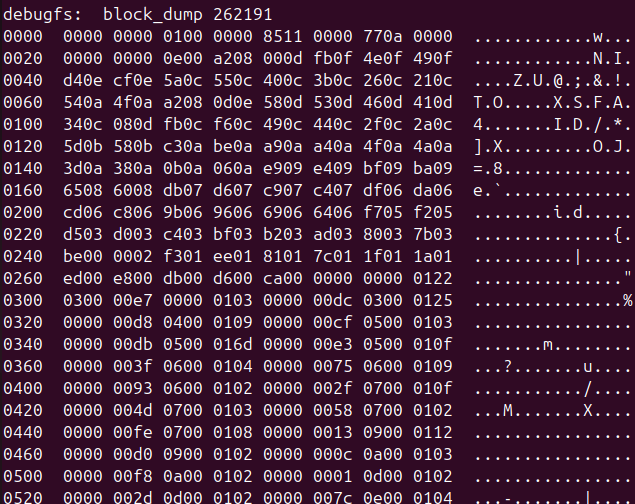 debugfs:  block_dump 262191
0000  0000 0000 0100 0000 8511 0000 770a 0000  ............w...
0020  0000 0000 0e00 a208 000d fb0f 4e0f 490f  ............N.I.
0040  d40e cf0e 5a0c 550c 400c 3b0c 260c 210c  ....Z.U.@.;.&.!.
0060  540a 4f0a a208 0d0e 580d 530d 460d 410d  T.O.....X.S.F.A.
0100  340c 080d fb0c f60c 490c 440c 2f0c 2a0c  4.......I.D./.*.
0120  5d0b 580b c30a be0a a90a a40a 4f0a 4a0a  ].X.........O.J.
0140  3d0a 380a 0b0a 060a e909 e409 bf09 ba09  =.8.............
0160  6508 6008 db07 d607 c907 c407 df06 da06  e.`.............
0200  cd06 c806 9b06 9606 6906 6406 f705 f205  ........i.d.....
0220  d503 d003 c403 bf03 b203 ad03 8003 7b03  ..............{.
0240  be00 0002 f301 ee01 8101 7c01 1f01 1a01  ..........|.....
0260  ed00 e800 db00 d600 ca00 0000 0000 0122  ..............."
0300  0300 00e7 0000 0103 0000 00dc 0300 0125  ...............%
0320  0000 00d8 0400 0109 0000 00cf 0500 0103  ................
0340  0000 00db 0500 016d 0000 00e3 0500 010f  .......m........
0360  0000 003f 0600 0104 0000 0075 0600 0109  ...?.......u....
0400  0000 0093 0600 0102 0000 002f 0700 010f  .........../....
0420  0000 004d 0700 0103 0000 0058 0700 0102  ...M.......X....
0440  0000 00fe 0700 0108 0000 0013 0900 0112  ................
0460  0000 00d0 0900 0102 0000 000c 0a00 0103  ................
0500  0000 00f8 0a00 0102 0000 0001 0d00 0102  ................
0520  0000 002d 0d00 0102 0000 007c 0e00 0104  ...-.......|....